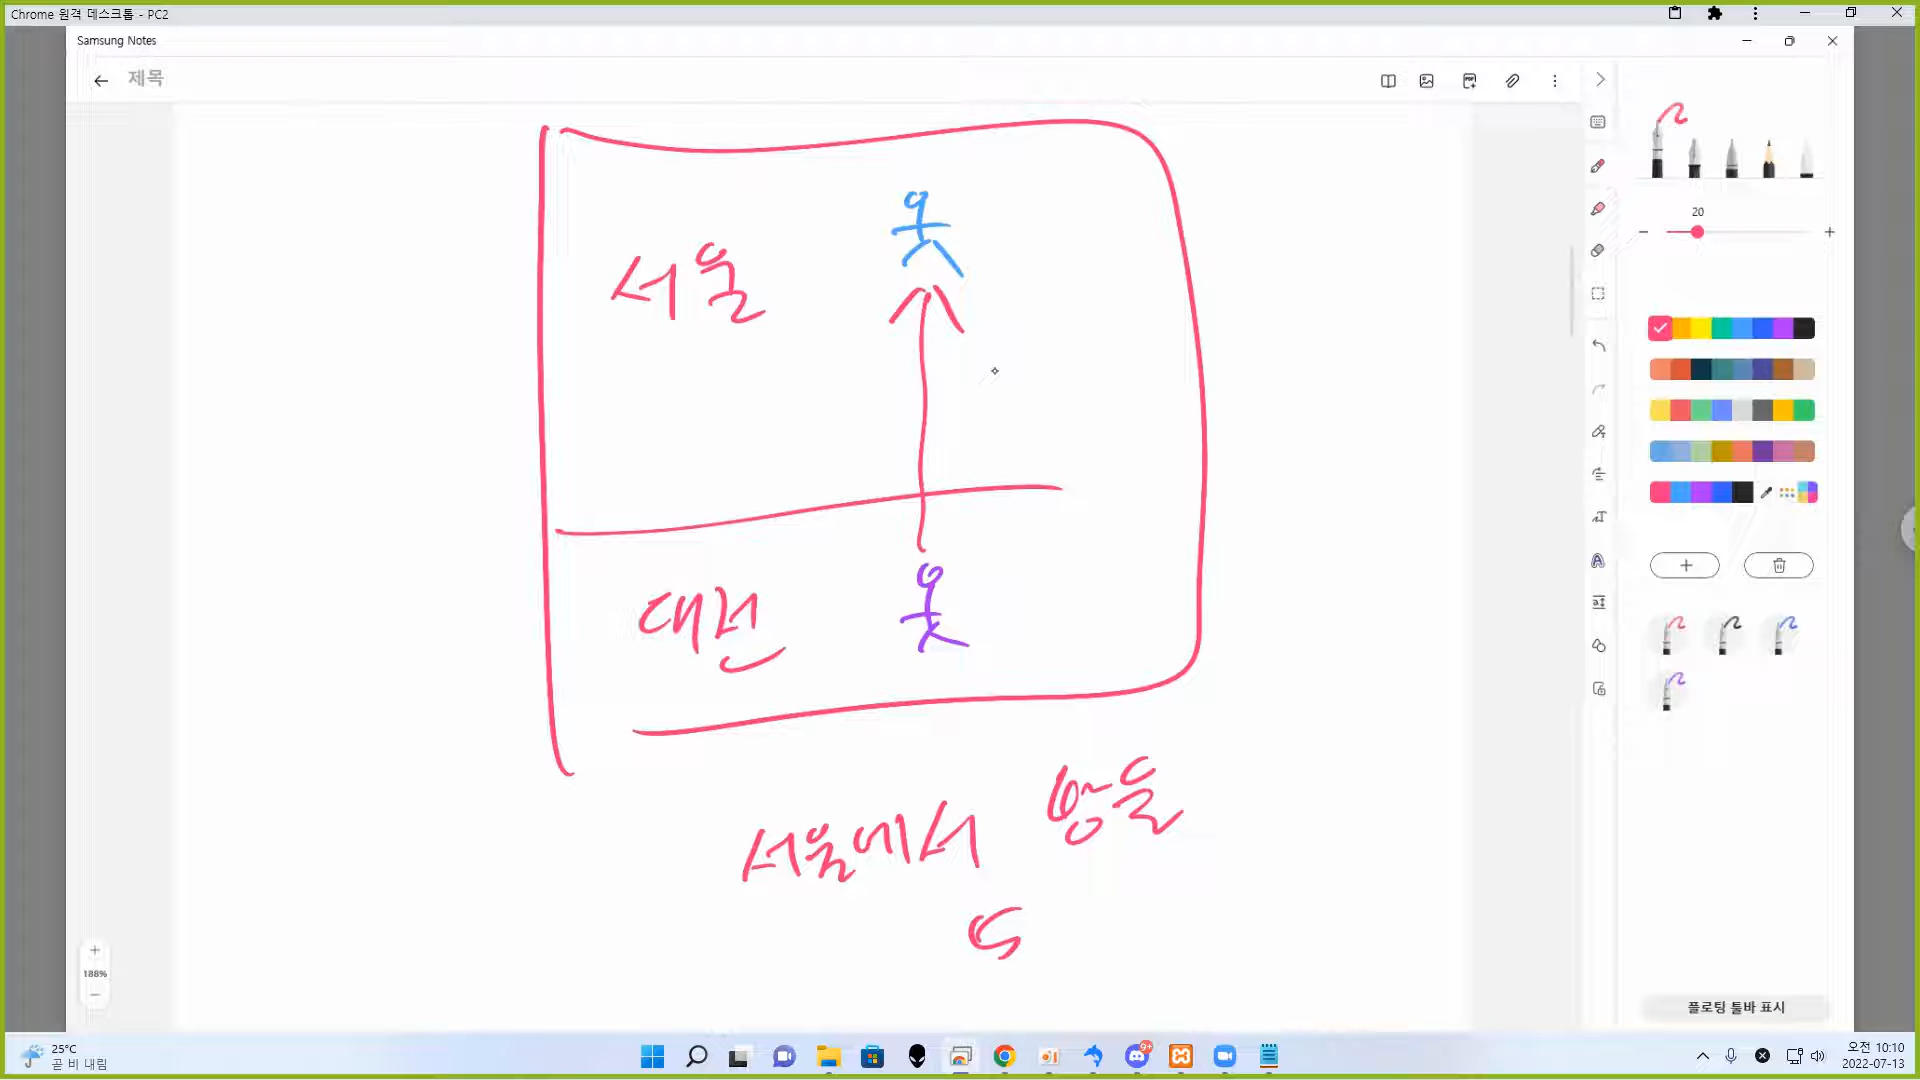 Chrome 원격 데스크톱 - PC2
Samsung Notes
제목
20
서울
대전
서울에서 방을
5
188%
플로팅 툴바 표시
25°C
곧 비 내림
9+
오전 10:10
2022-07-13